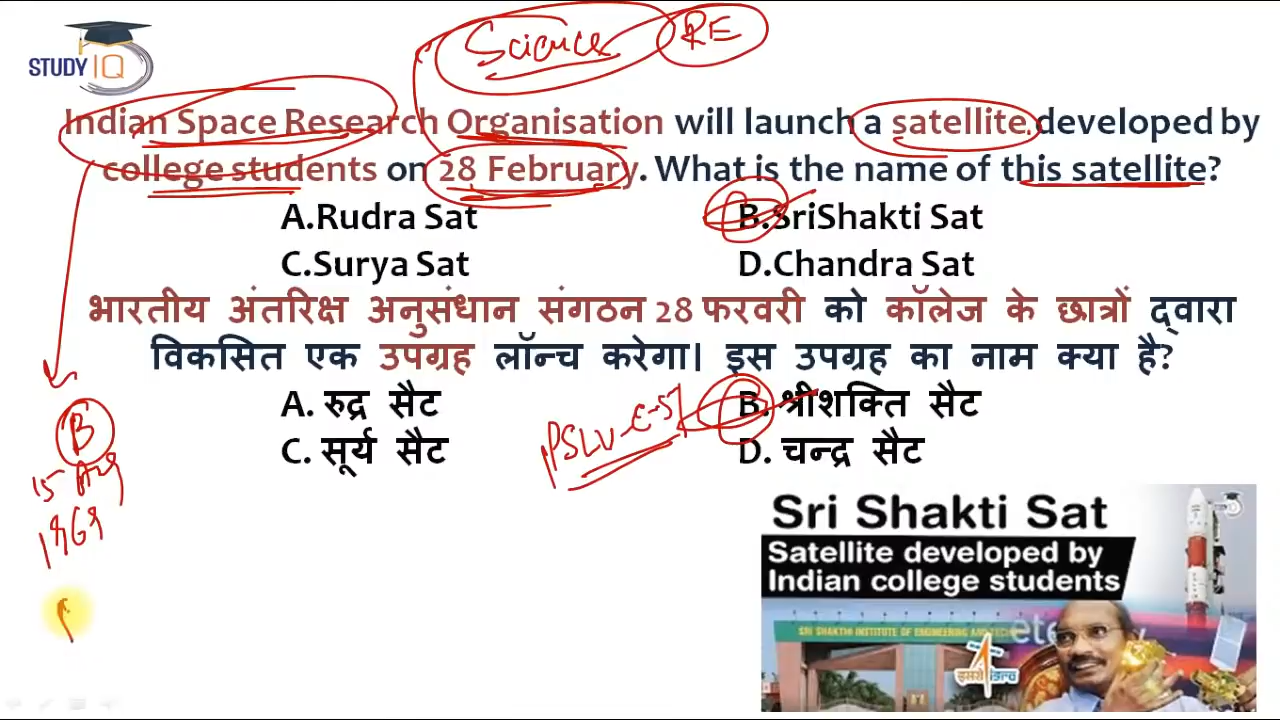 Science RE
STUDY IQ
Indian Space Research Organisation will launch a satellite developed by
college students on 28 February. What is the name of this satellite?
A.Rudra Sat B.SriShakti Sat
C.Surya Sat D.Chandra Sat
भारतीय अंतरिक्ष अनुसंधान संगठन 28 फरवरी को कॉलेज के छात्रों द्वारा
विकसित एक उपग्रह लॉन्च करेगा। इस उपग्रह का नाम क्या है?
A. रुद्र सैट B. श्रीशक्ति सैट
C. सूर्य सैट D. चन्द्र सैट
PSLV-C-51
B
15 Aug
1969
Sri Shakti Sat
Satellite developed by
Indian college students
SRI SHAKTHI INSTITUTE OF ENGINEERING AND
इसरो isro